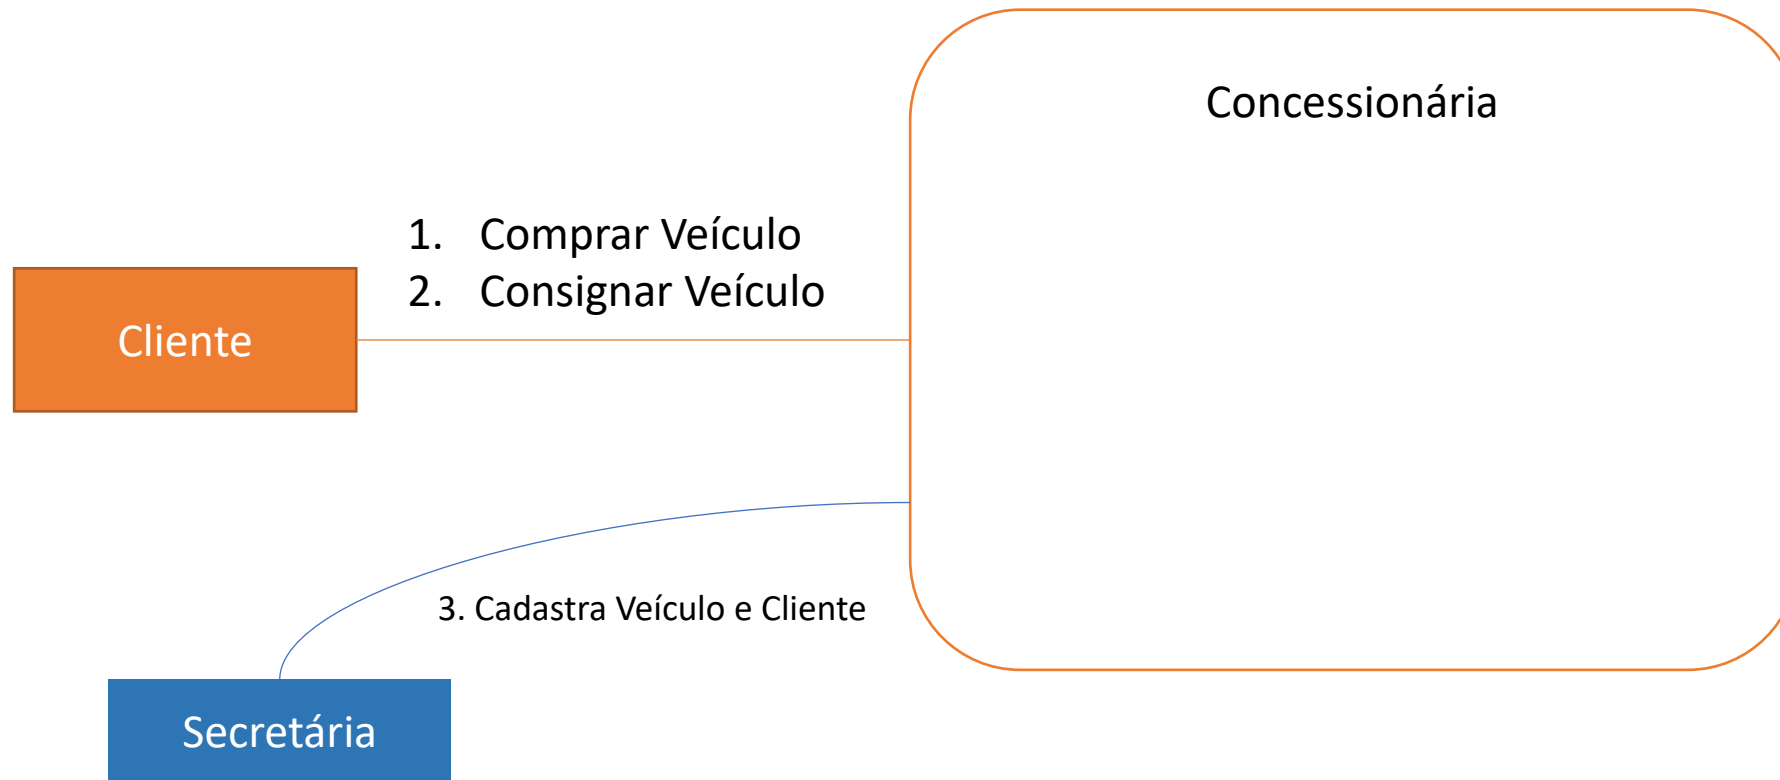 Concessionária
1. Comprar Veículo
2. Consignar Veículo
Cliente
3. Cadastra Veículo e Cliente
Secretária